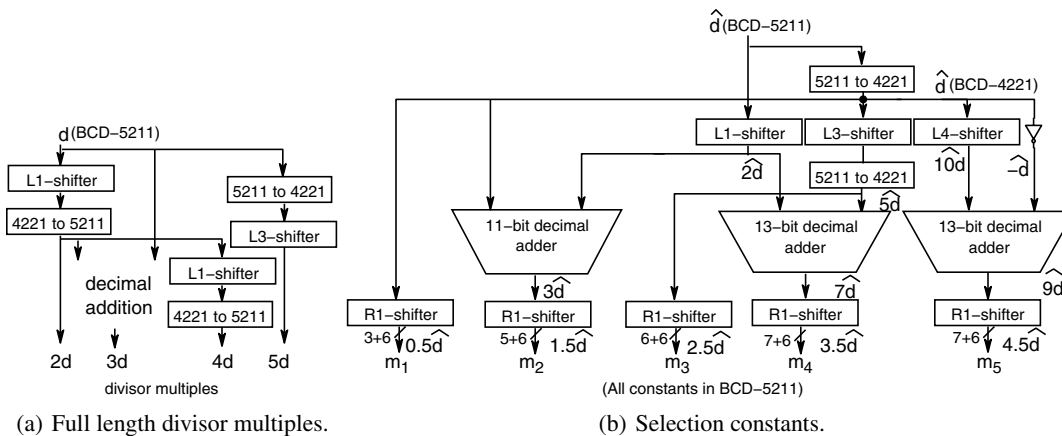 d(BCD−5211)
L1−shifter
4221 to 5211
5211 to 4221
L3−shifter
decimal
addition
L1−shifter
4221 to 5211
2d
3d
4d
5d
divisor multiples
(a) Full length divisor multiples.
d̂(BCD−5211)
5211 to 4221
d̂(BCD−4221)
L1−shifter
L3−shifter
L4−shifter
2d̂
10d̂
−d̂
5211 to 4221
5d̂
11−bit decimal
adder
13−bit decimal
adder
13−bit decimal
adder
3d̂
7d̂
9d̂
R1−shifter
R1−shifter
R1−shifter
R1−shifter
R1−shifter
3+6
0.5d̂
5+6
1.5d̂
6+6
2.5d̂
7+6
3.5d̂
7+6
4.5d̂
m1
m2
m3
m4
m5
(All constants in BCD−5211)
(b) Selection constants.